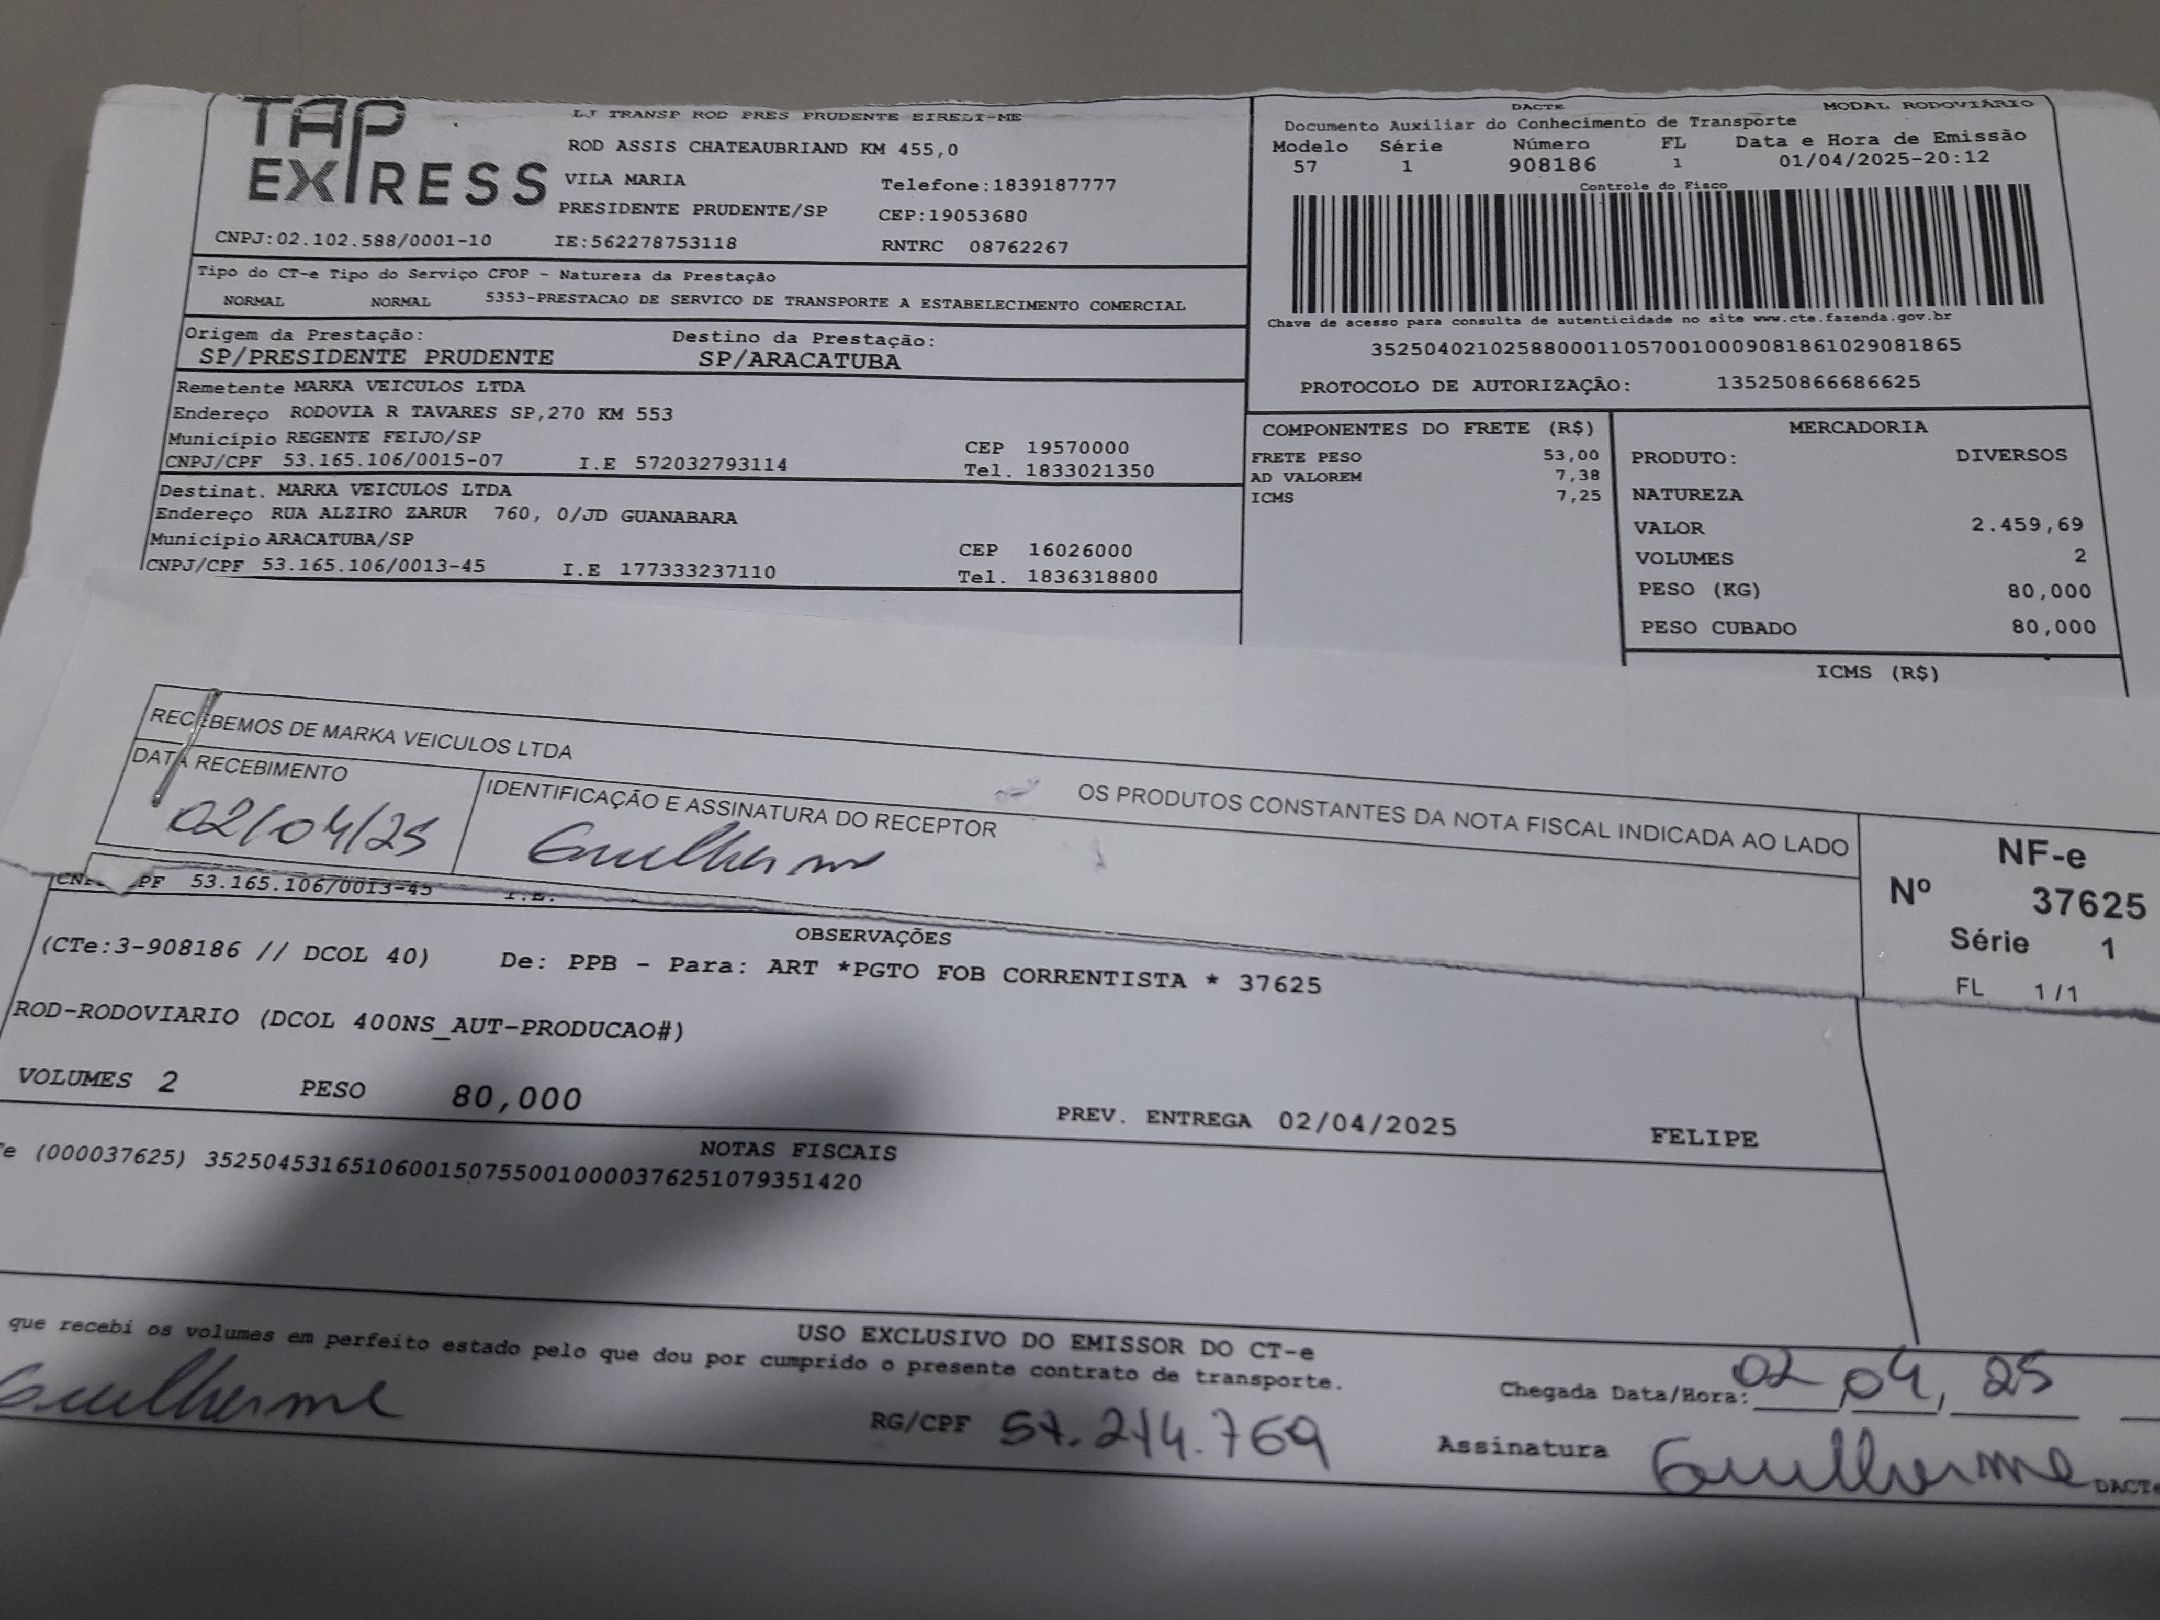 TAP
EXPRESS
LJ TRANSP ROD PRES PRUDENTE EIRELI-ME
ROD ASSIS CHATEAUBRIAND KM 455,0
VILA MARIA Telefone:1839187777
PRESIDENTE PRUDENTE/SP CEP:19053680
CNPJ:02.102.588/0001-10 IE:562278753118 RNTRC 08762267
Tipo do CT-e Tipo do Serviço CFOP - Natureza da Prestação
NORMAL NORMAL 5353-PRESTACAO DE SERVICO DE TRANSPORTE A ESTABELECIMENTO COMERCIAL
Origem da Prestação: Destino da Prestação:
SP/PRESIDENTE PRUDENTE SP/ARACATUBA
Remetente MARKA VEICULOS LTDA
Endereço RODOVIA R TAVARES SP,270 KM 553
Município REGENTE FEIJO/SP CEP 19570000
CNPJ/CPF 53.165.106/0015-07 I.E 572032793114 Tel. 1833021350
Destinat. MARKA VEICULOS LTDA
Endereço RUA ALZIRO ZARUR 760, 0/JD GUANABARA
Município ARACATUBA/SP CEP 16026000
CNPJ/CPF 53.165.106/0013-45 I.E 177333237110 Tel. 1836318800
DACTE MODAL RODOVIÁRIO
Documento Auxiliar do Conhecimento de Transporte
Modelo Série Número FL Data e Hora de Emissão
57 1 908186 1 01/04/2025-20:12
Controle do Fisco
Chave de acesso para consulta de autenticidade no site www.cte.fazenda.gov.br
35250402102588000110570010009081861029081865
PROTOCOLO DE AUTORIZAÇÃO: 135250866686625
COMPONENTES DO FRETE (R$)
FRETE PESO 53,00
AD VALOREM 7,38
ICMS 7,25
MERCADORIA
PRODUTO: DIVERSOS
NATUREZA
VALOR 2.459,69
VOLUMES 2
PESO (KG) 80,000
PESO CUBADO 80,000
ICMS (R$)
RECEBEMOS DE MARKA VEICULOS LTDA OS PRODUTOS CONSTANTES DA NOTA FISCAL INDICADA AO LADO
DATA RECEBIMENTO IDENTIFICAÇÃO E ASSINATURA DO RECEPTOR
02/04/25 Guilherme
NF-e
Nº 37625
Série 1
FL 1/1
53.165.106/0013-45 I.E.
OBSERVAÇÕES
(CTe:3-908186 // DCOL 40) De: PPB - Para: ART *PGTO FOB CORRENTISTA * 37625
ROD-RODOVIARIO (DCOL 400NS_AUT-PRODUCAO#)
VOLUMES 2 PESO 80,000 PREV. ENTREGA 02/04/2025 FELIPE
NOTAS FISCAIS
(000037625) 35250453165106001507550010000376251079351420
USO EXCLUSIVO DO EMISSOR DO CT-e
que recebi os volumes em perfeito estado pelo que dou por cumprido o presente contrato de transporte.
Chegada Data/Hora: 02, 04, 25
Guilherme RG/CPF 57.214.769 Assinatura Guilherme